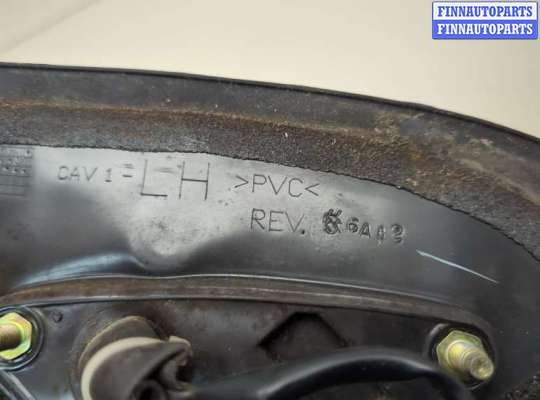 FINNAUTOPARTS
FINNAUTOPARTS
CAV 1 - LH >PVC<
REV.